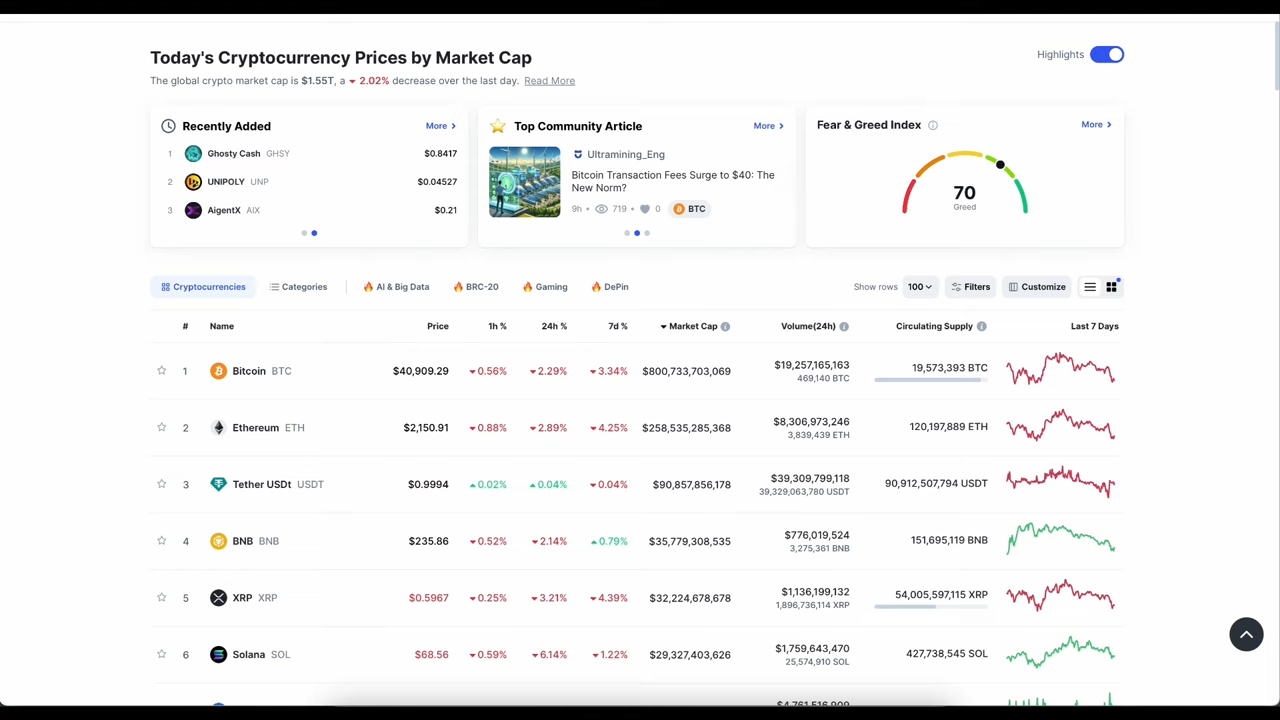 Today's Cryptocurrency Prices by Market Cap
Highlights
The global crypto market cap is $1.55T, a 2.02% decrease over the last day. Read More
Recently Added
More
1 Ghosty Cash GHSY $0.8417
2 UNIPOLY UNP $0.04527
3 AigentX AIX $0.21
Top Community Article
More
Ultramining_Eng
Bitcoin Transaction Fees Surge to $40: The
New Norm?
9h • 719 • 0 BTC
Fear & Greed Index
More
70
Greed
Cryptocurrencies Categories AI & Big Data BRC-20 Gaming DePin Show rows 100 Filters Customize
# Name Price 1h % 24h % 7d % Market Cap Volume(24h) Circulating Supply Last 7 Days
1 Bitcoin BTC $40,909.29 0.56% 2.29% 3.34% $800,733,703,069 $19,257,165,163 19,573,393 BTC
469,140 BTC
2 Ethereum ETH $2,150.91 0.88% 2.89% 4.25% $258,535,285,368 $8,306,973,246 120,197,889 ETH
3,839,439 ETH
3 Tether USDt USDT $0.9994 0.02% 0.04% 0.04% $90,857,856,178 $39,309,799,118 90,912,507,794 USDT
39,329,063,780 USDT
4 BNB BNB $235.86 0.52% 2.14% 0.79% $35,779,308,535 $776,019,524 151,695,119 BNB
3,275,361 BNB
5 XRP XRP $0.5967 0.25% 3.21% 4.39% $32,224,678,678 $1,136,199,132 54,005,597,115 XRP
1,896,736,114 XRP
6 Solana SOL $68.56 0.59% 6.14% 1.22% $29,327,403,626 $1,759,643,470 427,738,545 SOL
25,574,910 SOL